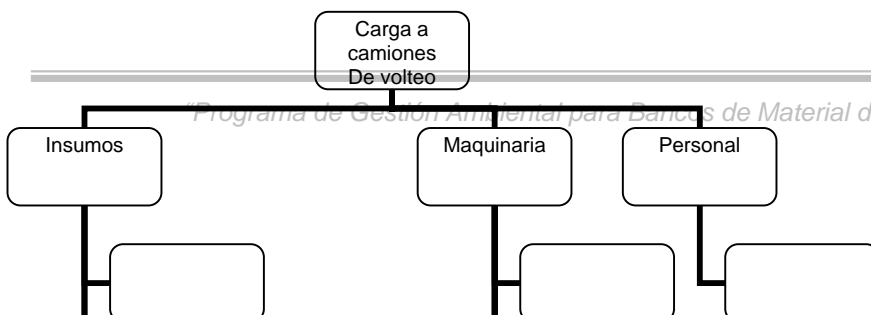 Carga a
camiones
De volteo
"Programa de Gestión Ambiental para Bancos de Material d
Insumos
Maquinaria
Personal